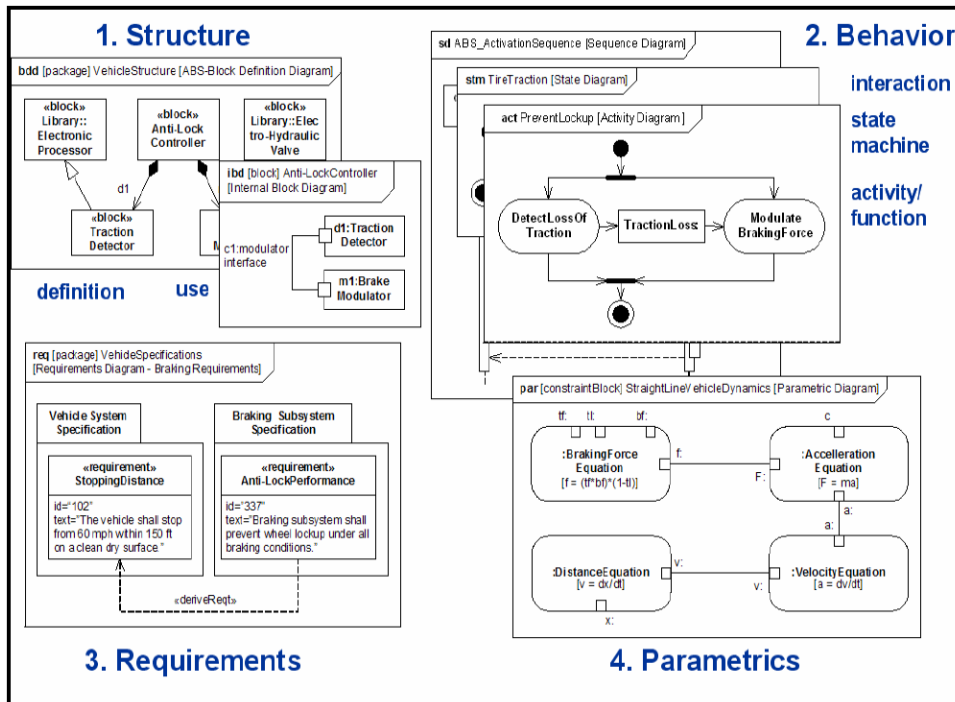 1. Structure
bdd [package] VehicleStructure [ABS-Block Definition Diagram]
«block»
Library::
Electronic
Processor
«block»
Anti-Lock
Controller
«block»
Library::Elec
tro-Hydraulic
Valve
d1
«block»
Traction
Detector
M
ibd [block] Anti-LockController
[Internal Block Diagram]
d1:Traction
Detector
c1:modulator
interface
m1:Brake
Modulator
definition
use
2. Behavior
sd ABS_ActivationSequence [Sequence Diagram]
stm TireTraction [State Diagram]
act PreventLockup [Activity Diagram]
DetectLossOf
Traction
TractionLoss
Modulate
BrakingForce
interaction
state
machine
activity/
function
req [package] VehideSpecifications
[Requirements Diagram - Braking Requirements]
Vehide System
Specification
«requirement»
StoppingDistance
id="102"
text="The vehicle shall stop
from 60 mph within 150 ft
on a clean dry surface."
Braking Subsystem
Specification
«requirement»
Anti-LockPerformance
id="337"
text="Braking subsystem shall
prevent wheel lockup under all
braking conditions."
«deriveReqt»
3. Requirements
par [constraintBlock] StraightLineVehicleDynamics [Parametric Diagram]
tf:
tl:
bf:
c
:BrakingForce
Equation
[f = (tf*bf)*(1-tl)]
f:
F:
:Accelleration
Equation
[F = ma]
a:
a:
:DistanceEquation
[v = dx/dt]
v:
v:
:VelocityEquation
[a = dv/dt]
x:
4. Parametrics